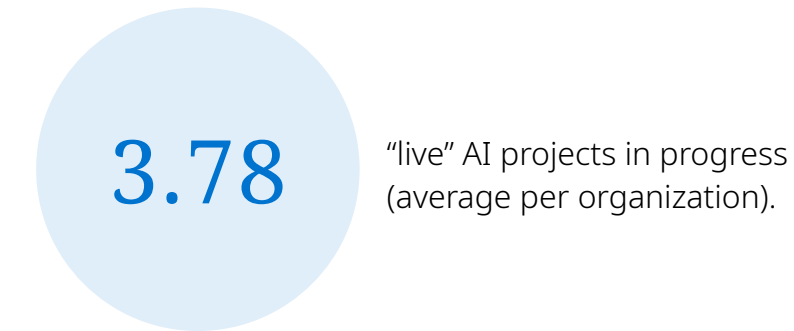 3.78
“live” AI projects in progress
(average per organization).